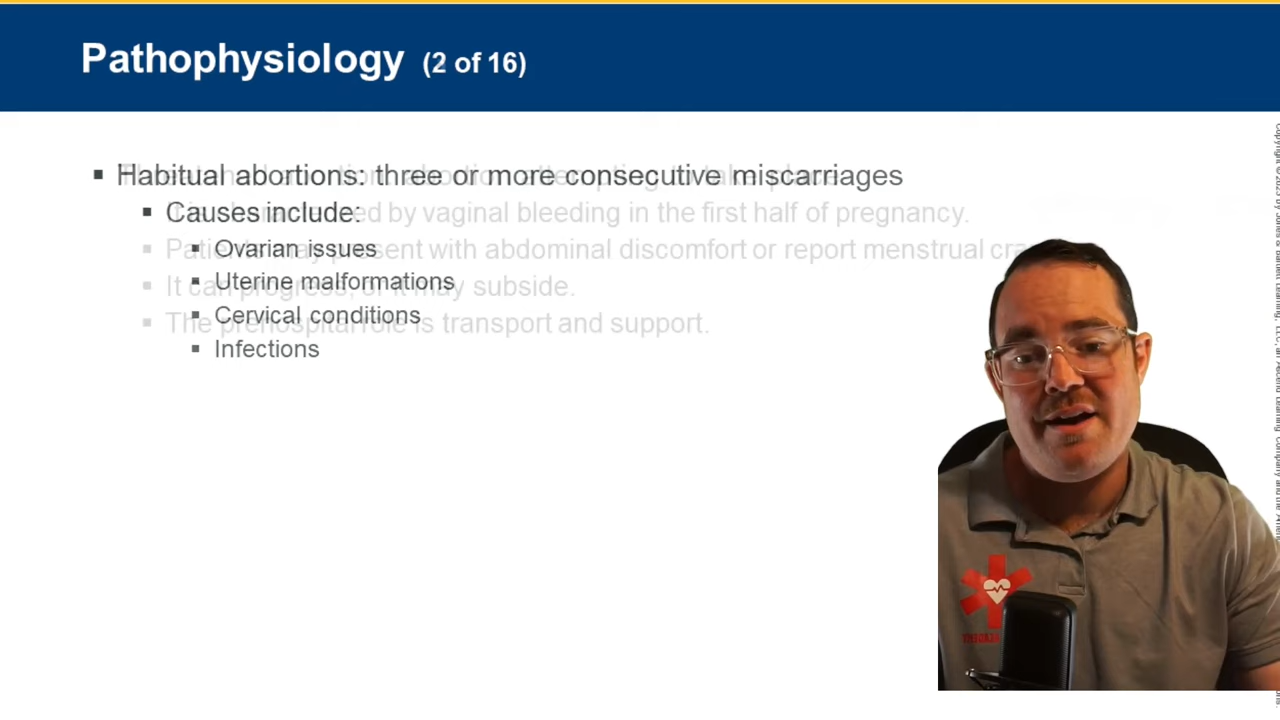 Pathophysiology (2 of 16)
▪ Habitual abortions: three or more consecutive miscarriages
▪ Causes include:
by vaginal bleeding in the first half of pregnancy.
▪ Ovarian issues
present with abdominal discomfort or report menstrual
▪ Uterine malformations
▪ It can progress, or it may subside.
▪ Cervical conditions
▪ The prehospital role is transport and support.
▪ Infections